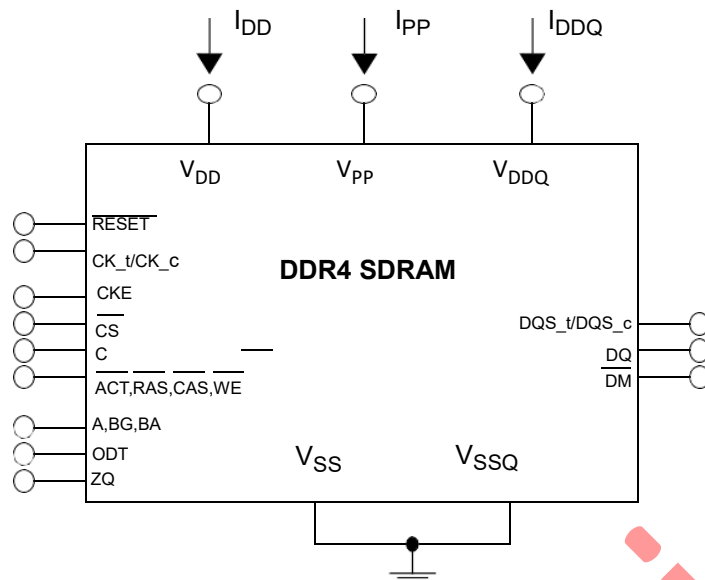 IDD IPP IDDQ
VDD VPP VDDQ
RESET
CK_t/CK_c
DDR4 SDRAM
CKE
CS
DQS_t/DQS_c
C
DQ
ACT,RAS,CAS,WE
DM
A,BG,BA
ODT
VSS VSSQ
ZQ